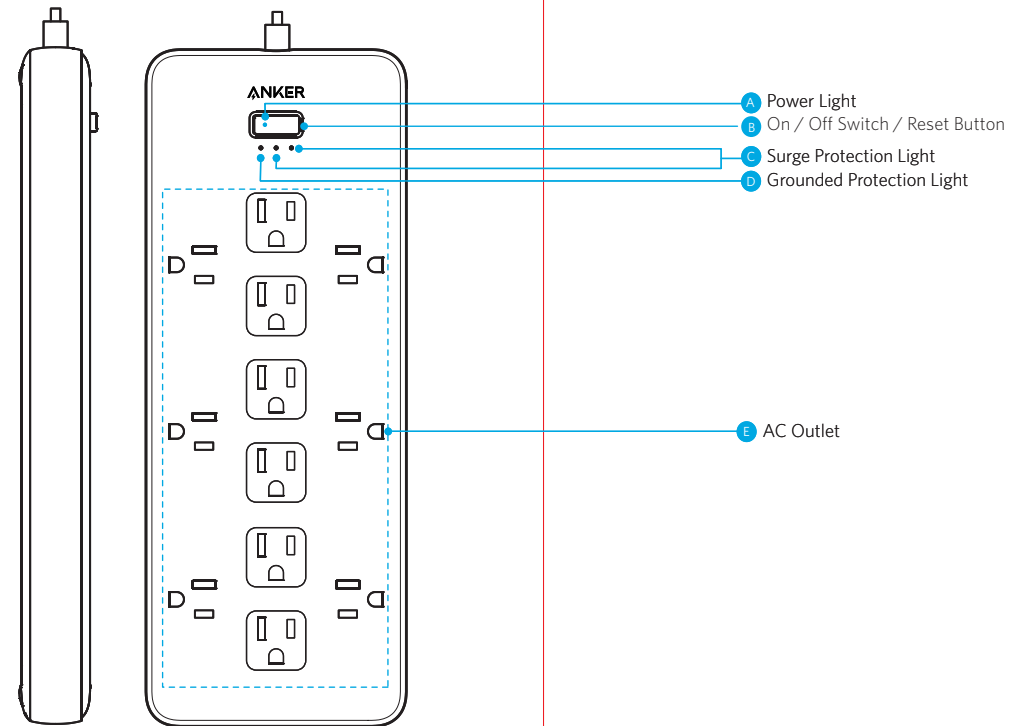 ANKER
A Power Light
B On / Off Switch / Reset Button
C Surge Protection Light
D Grounded Protection Light
E AC Outlet